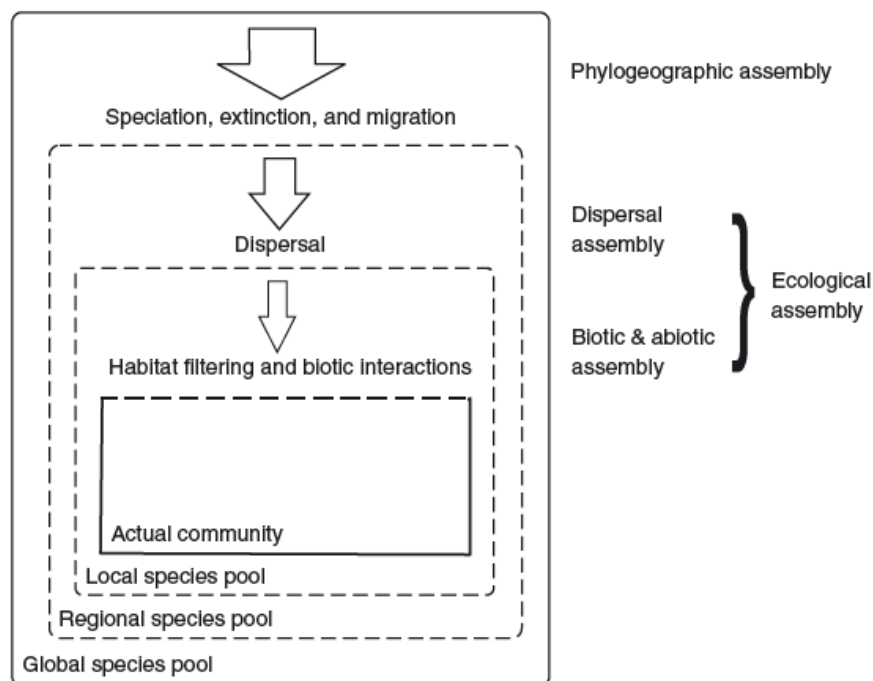 Phylogeographic assembly
Speciation, extinction, and migration
Dispersal
Dispersal
assembly
Ecological
assembly
Habitat filtering and biotic interactions
Biotic & abiotic
assembly
Actual community
Local species pool
Regional species pool
Global species pool